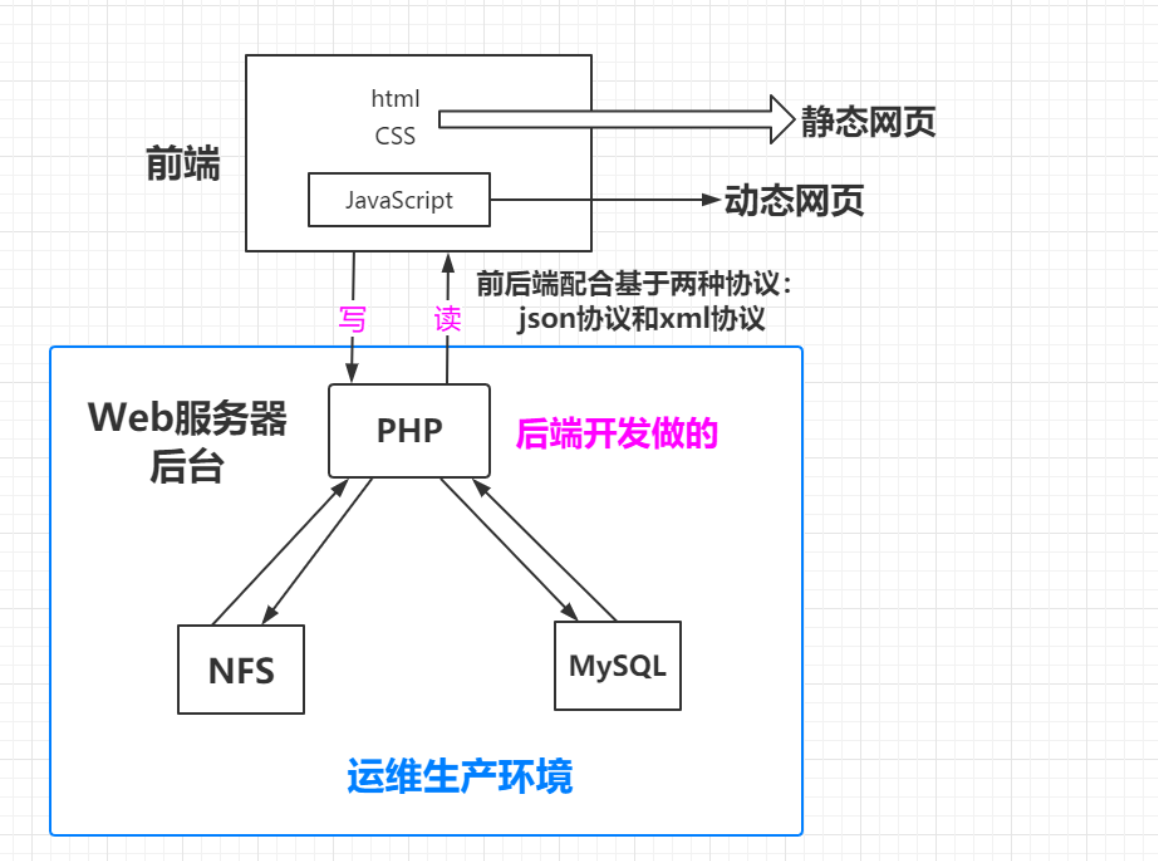 html
CSS
静态网页
前端
JavaScript
动态网页
前后端配合基于两种协议：
json协议和xml协议
写
读
Web服务器
后台
PHP
后端开发做的
NFS
MySQL
运维生产环境